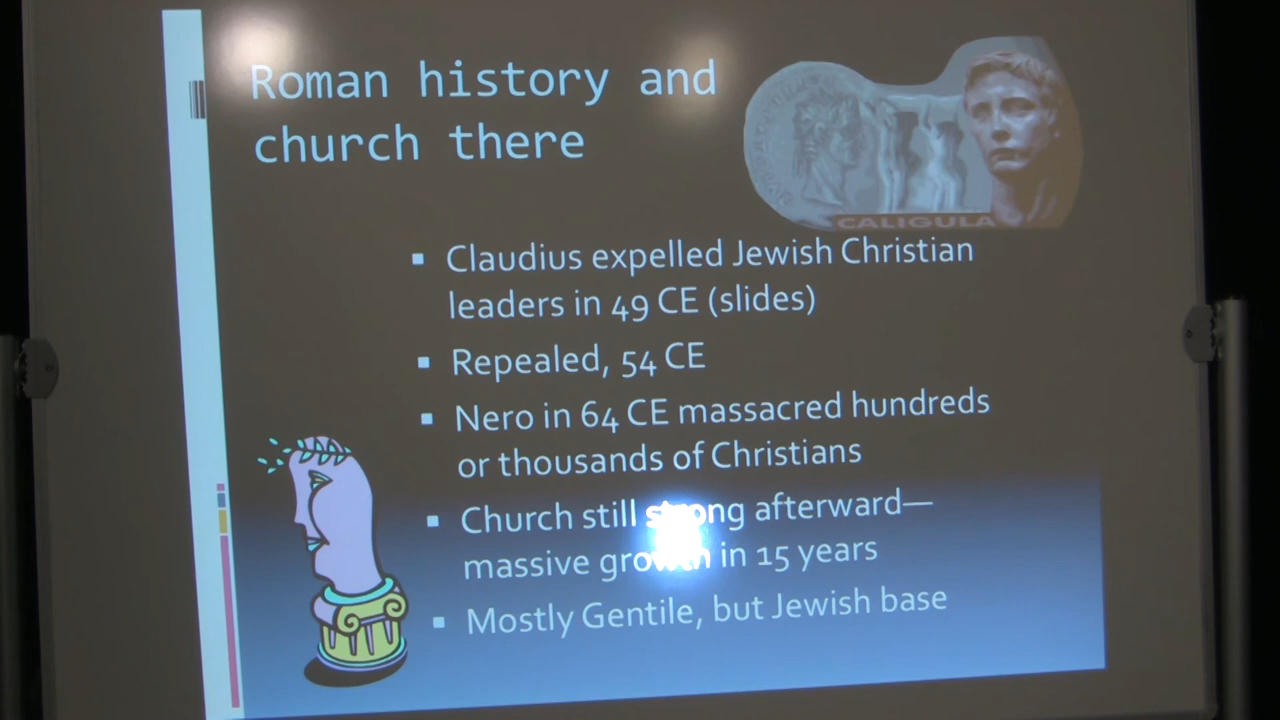 Roman history and
church there
CALIGULA
▪ Claudius expelled Jewish Christian
leaders in 49 CE (slides)
▪ Repealed, 54 CE
▪ Nero in 64 CE massacred hundreds
or thousands of Christians
▪ Church still strong afterward—
massive growth in 15 years
▪ Mostly Gentile, but Jewish base